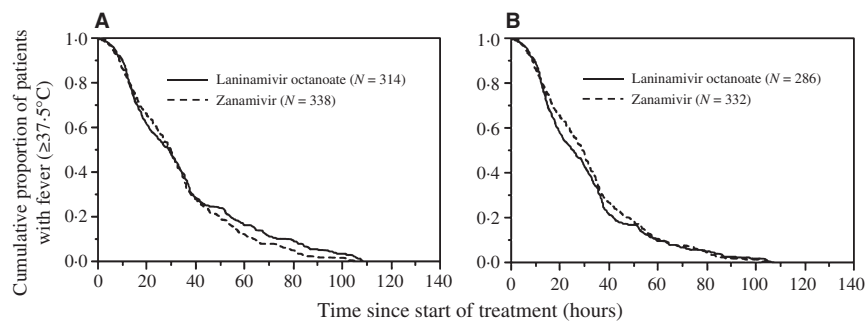 A
B
Cumulative proportion of patients
with fever (≥37·5°C)
1·0
0·8
0·6
0·4
0·2
0·0
Laninamivir octanoate (N = 314)
Zanamivir (N = 338)
0 20 40 60 80 100 120 140
1·0
0·8
0·6
0·4
0·2
0·0
Laninamivir octanoate (N = 286)
Zanamivir (N = 332)
0 20 40 60 80 100 120 140
Time since start of treatment (hours)